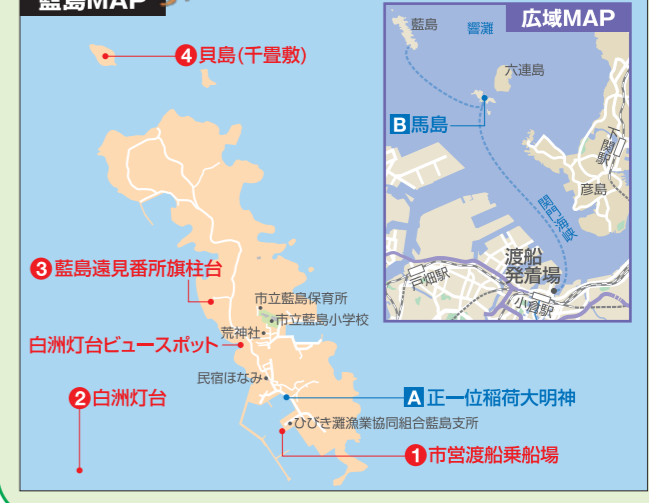 藍島MAP
❹貝島(千畳敷)
❸藍島遠見番所旗柱台
市立藍島保育所
市立藍島小学校
荒神社
白洲灯台ビュースポット
民宿ほなみ
❷白洲灯台
A正一位稲荷大明神
ひびき灘漁業協同組合藍島支所
❶市営渡船乗船場
広域MAP
藍島
響灘
六連島
B馬島
下関駅
彦島
関門海峡
渡船
発着場
戸畑駅
小倉駅